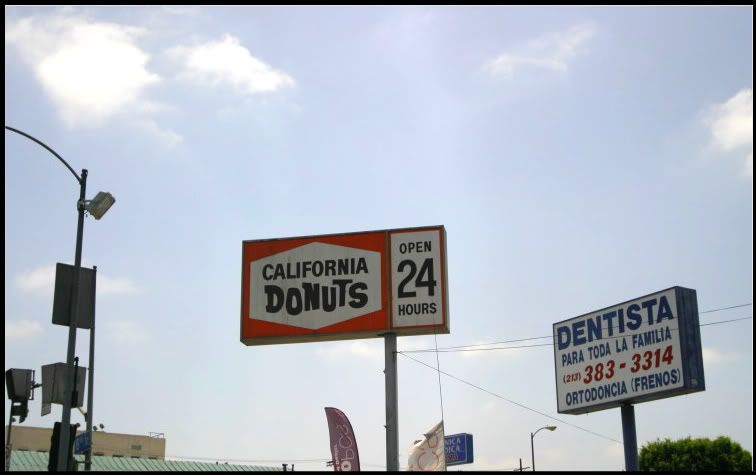 CALIFORNIA
DONUTS
OPEN
24
HOURS
DENTISTA
PARA TODA LA FAMILIA
(213) 383-3314
ORTODONCIA (FRENOS)